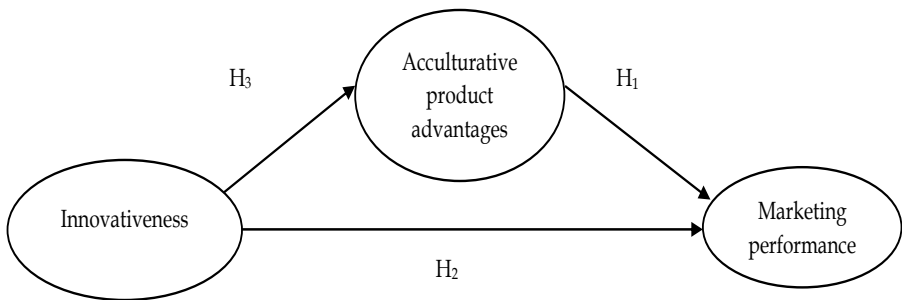 Acculturative
product
advantages
H₃
H₁
Innovativeness
Marketing
performance
H₂